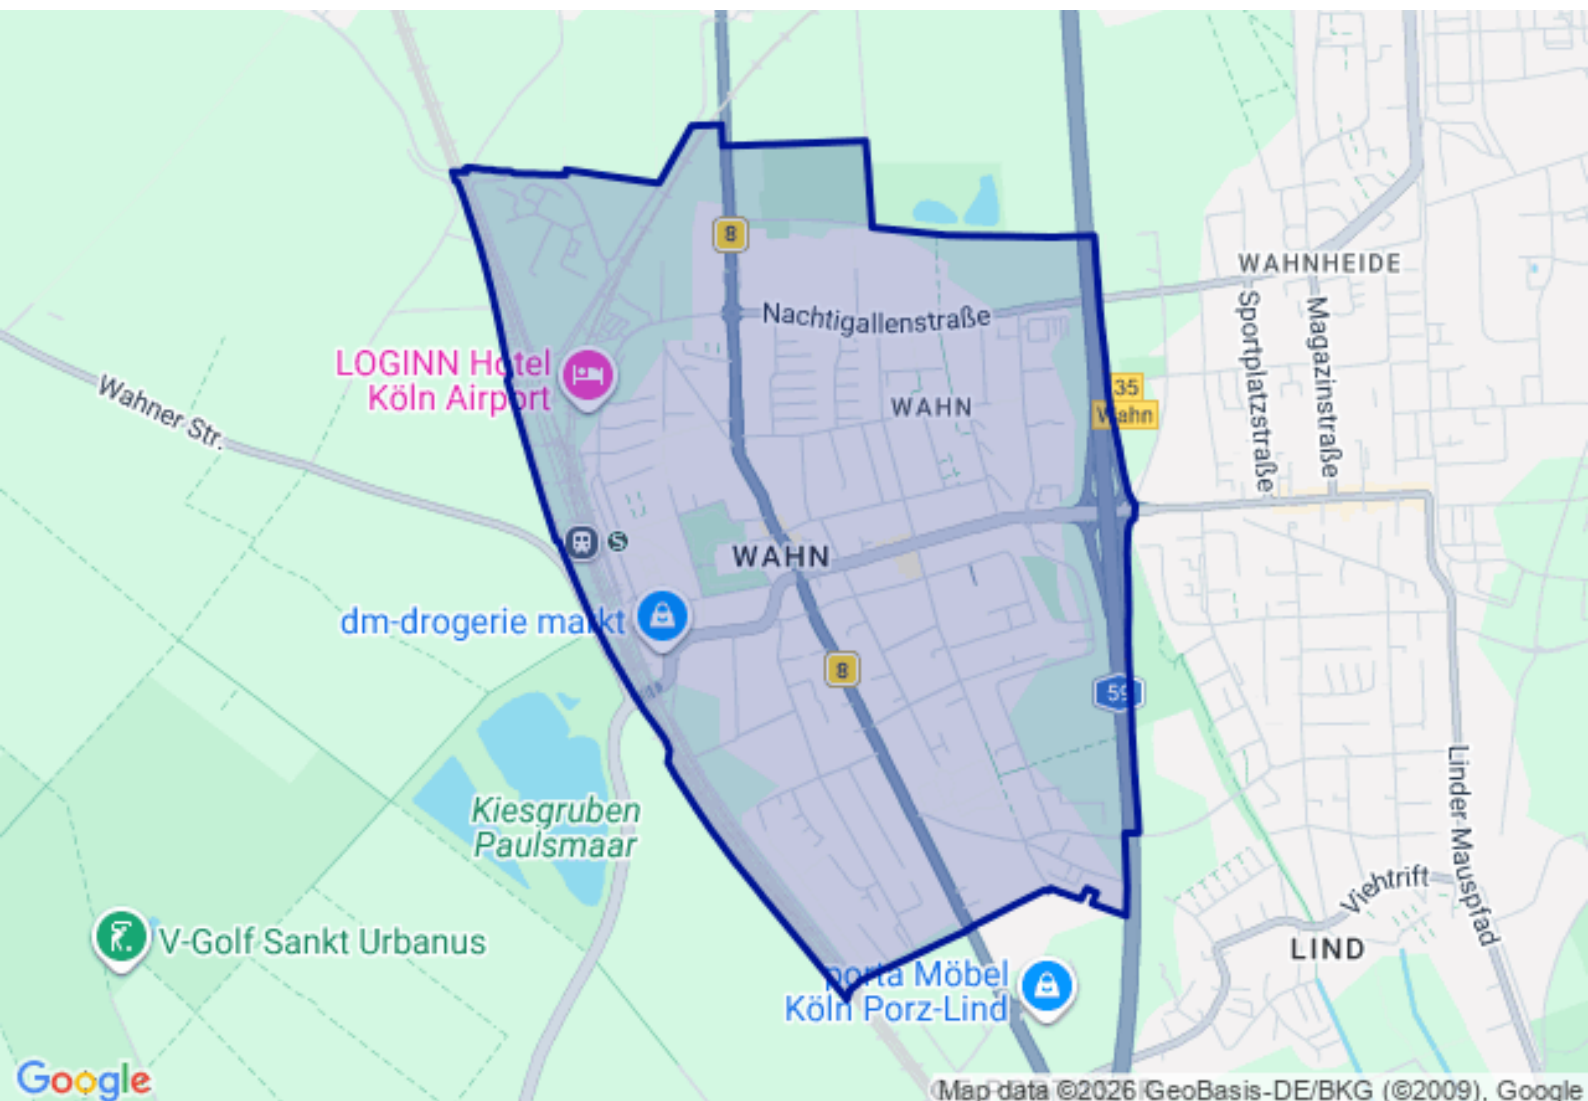 8
WAHNHEIDE
Nachtigallenstraße
Sportplatzstraße
Magazinstraße
LOGINN Hotel
Köln Airport
Wahner Str.
35
Wahn
WAHN
S
WAHN
dm-drogerie markt
8
59
Kiesgruben
Paulsmaar
Linder Mauspfad
Viehtrift
V-Golf Sankt Urbanus
LIND
porta Möbel
Köln Porz-Lind
Google
Map data ©2026 GeoBasis-DE/BKG (©2009), Google